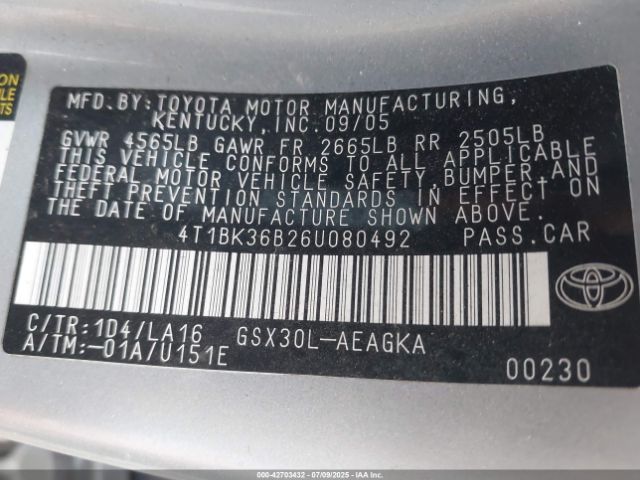 ION
LE
TS
MFD.BY:TOYOTA MOTOR MANUFACTURING,
KENTUCKY,INC.09/05
GVWR 4565LB GAWR FR 2665LB RR 2505LB
THIS VEHICLE CONFORMS TO ALL APPLICABLE
FEDERAL MOTOR VEHICLE SAFETY,BUMPER,AND
THEFT PREVENTION STANDARDS IN EFFECT ON
THE DATE OF MANUFACTURE SHOWN ABOVE.
4T1BK36B26U080492 PASS.CAR
C/TR:1D4/LA16 GSX30L-AEAGKA
A/TM:-01A/U151E
00230
000-42703432 - 07/09/2025 - IAA, Inc.